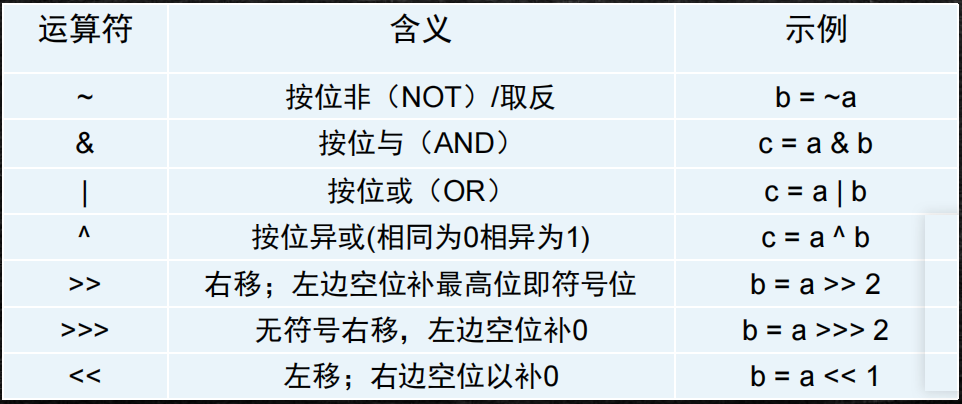 运算符 含义 示例
~ 按位非（NOT）/取反 b = ~a
& 按位与（AND） c = a & b
| 按位或（OR） c = a | b
^ 按位异或(相同为0相异为1) c = a ^ b
>> 右移；左边空位补最高位即符号位 b = a >> 2
>>> 无符号右移，左边空位补0 b = a >>> 2
<< 左移；右边空位以补0 b = a << 1